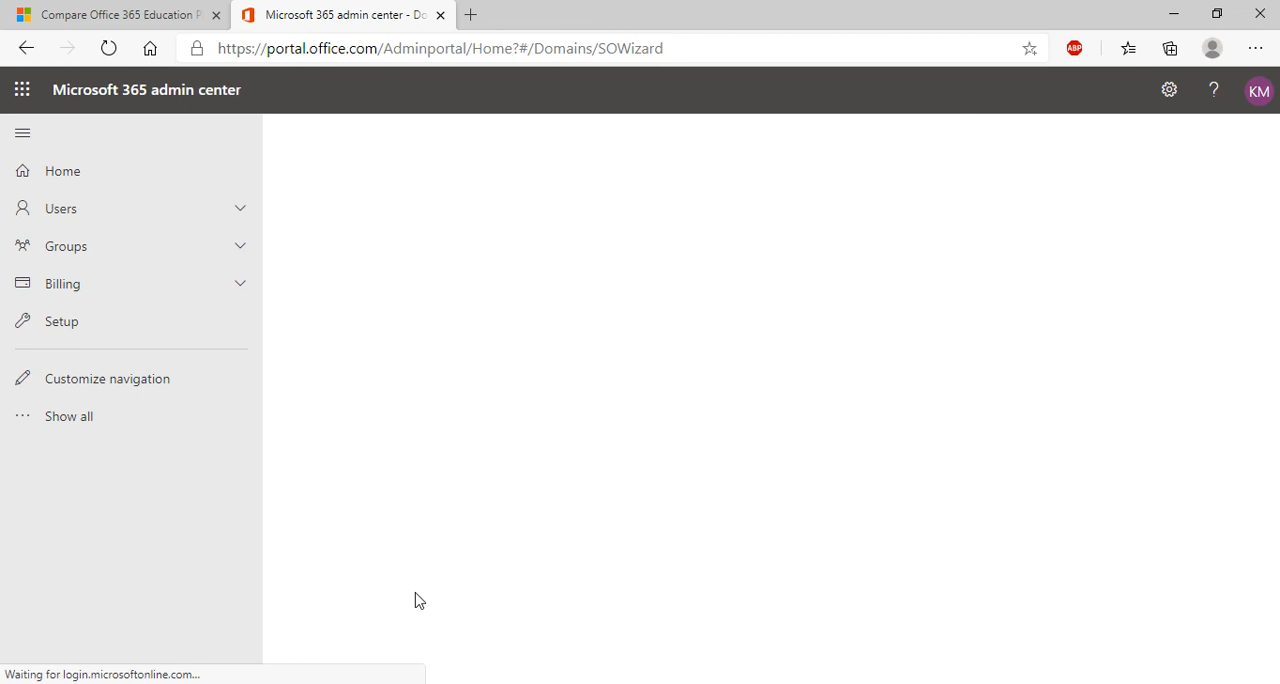 Compare Office 365 Education P
Microsoft 365 admin center - Do
https://portal.office.com/Adminportal/Home?#/Domains/SOWizard
ABP
Microsoft 365 admin center
?
KM
Home
Users
Groups
Billing
Setup
Customize navigation
Show all
Waiting for login.microsoftonline.com...